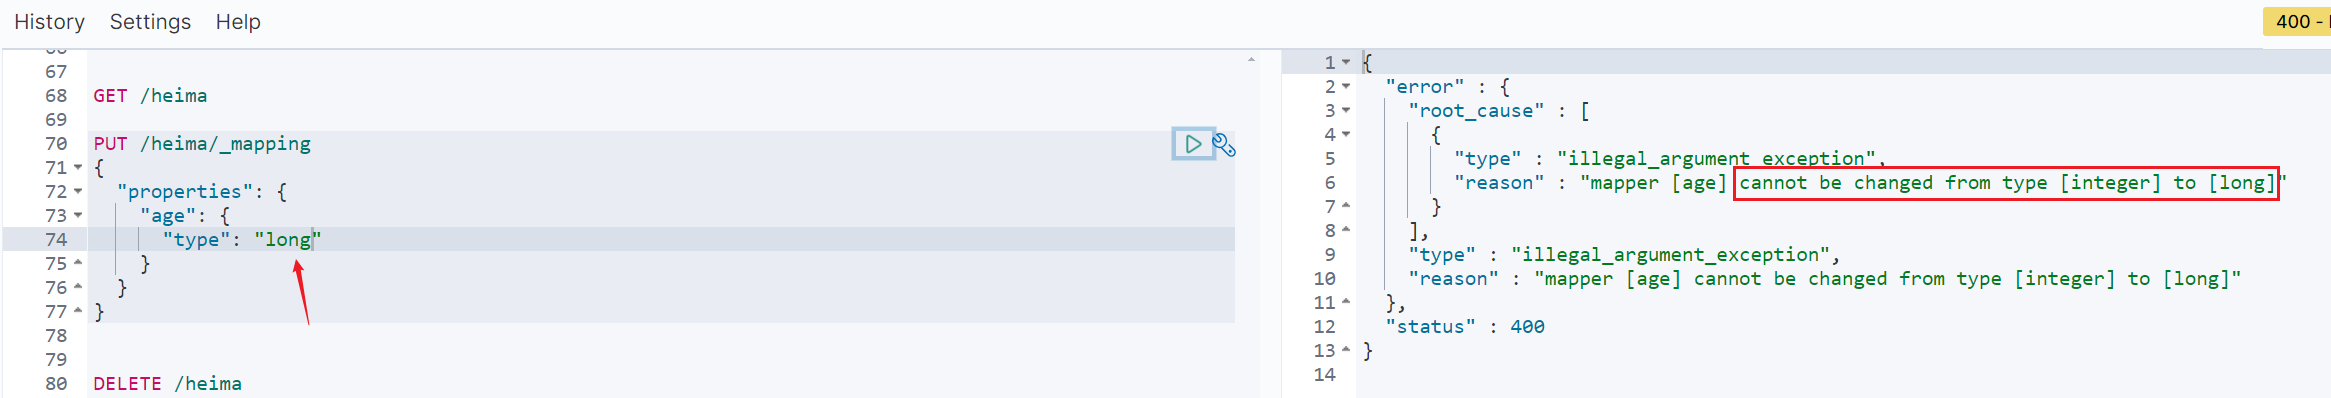 History Settings Help
400 -
67
68 GET /heima
69
70 PUT /heima/_mapping
71 {
72 "properties": {
73 "age": {
74 "type": "long"
75 }
76 }
77 }
78
79
80 DELETE /heima
1 {
2 "error" : {
3 "root_cause" : [
4 {
5 "type" : "illegal_argument_exception",
6 "reason" : "mapper [age] cannot be changed from type [integer] to [long]"
7 }
8 ],
9 "type" : "illegal_argument_exception",
10 "reason" : "mapper [age] cannot be changed from type [integer] to [long]"
11 },
12 "status" : 400
13 }
14